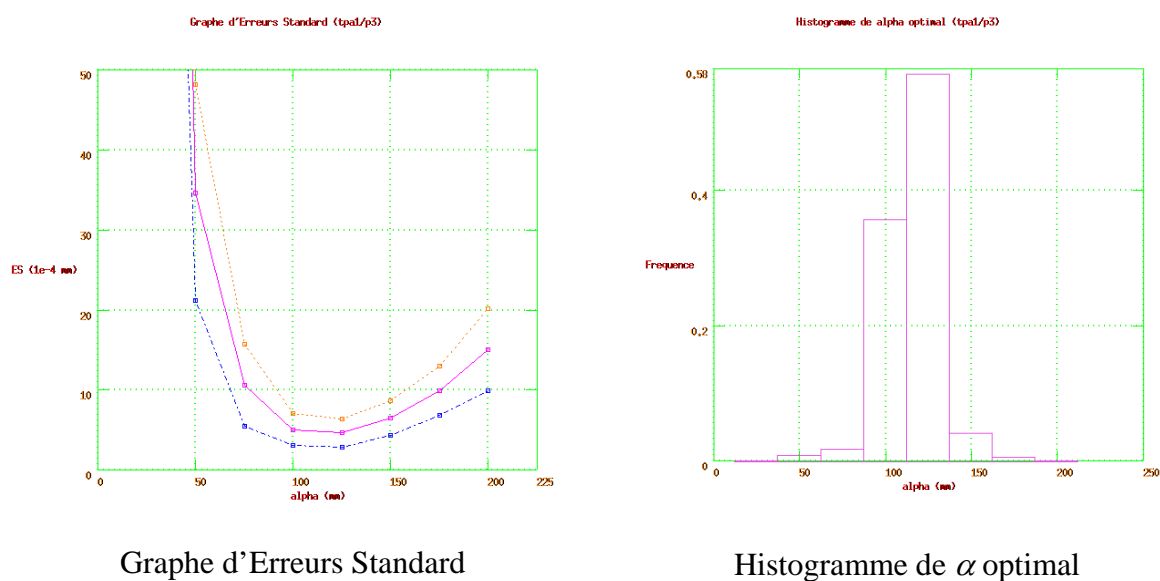 Graphe d'Erreurs Standard (tpa1/p3)
50
40
30
ES (1e-4 mm)
20
10
0
0 50 100 150 200 225
alpha (mm)
Graphe d'Erreurs Standard
Histogramme de alpha optimal (tpa1/p3)
0,58
0,4
Frequence
0,2
0
0 50 100 150 200 250
alpha (mm)
Histogramme de α optimal